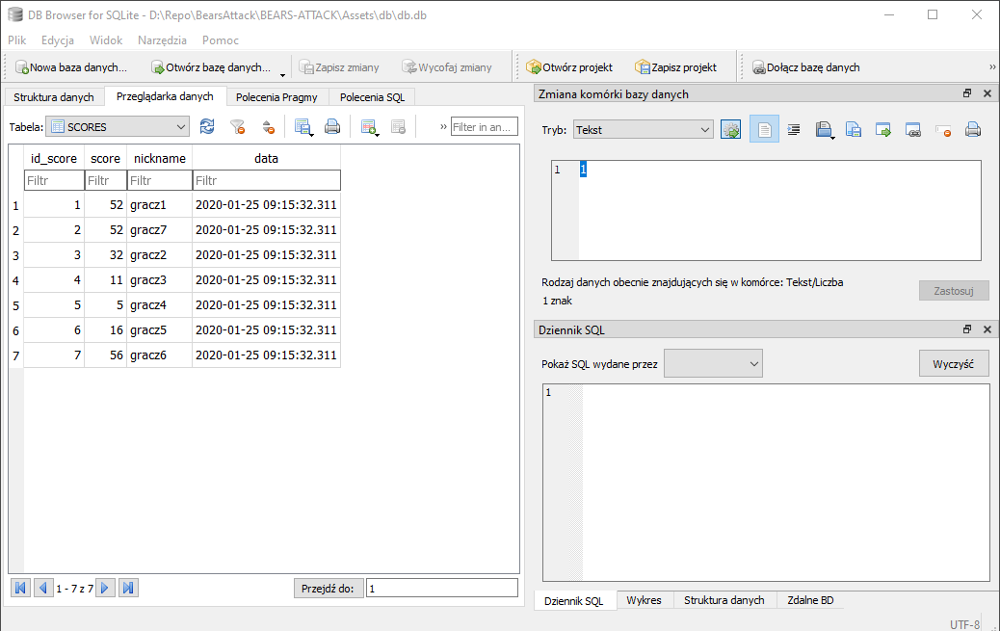 DB Browser for SQLite - D:\Repo\BearsAttack\BEARS-ATTACK\Assets\db\db.db
Plik Edycja Widok Narzędzia Pomoc
Nowa baza danych... Otwórz bazę danych... Zapisz zmiany Wycofaj zmiany Otwórz projekt Zapisz projekt Dołącz bazę danych »
Struktura danych Przeglądarka danych Polecenia Pragmy Polecenia SQL
Tabela: SCORES » Filter in an...
id_score score nickname data
Filtr Filtr Filtr Filtr
1 1 52 gracz1 2020-01-25 09:15:32.311
2 2 52 gracz7 2020-01-25 09:15:32.311
3 3 32 gracz2 2020-01-25 09:15:32.311
4 4 11 gracz3 2020-01-25 09:15:32.311
5 5 5 gracz4 2020-01-25 09:15:32.311
6 6 16 gracz5 2020-01-25 09:15:32.311
7 7 56 gracz6 2020-01-25 09:15:32.311
1 - 7 z 7 Przejdź do: 1
Zmiana komórki bazy danych
Tryb: Tekst
1 1
Rodzaj danych obecnie znajdujących się w komórce: Tekst/Liczba
1 znak
Zastosuj
Dziennik SQL
Pokaż SQL wydane przez Wyczyść
1
Dziennik SQL Wykres Struktura danych Zdalne BD
UTF-8